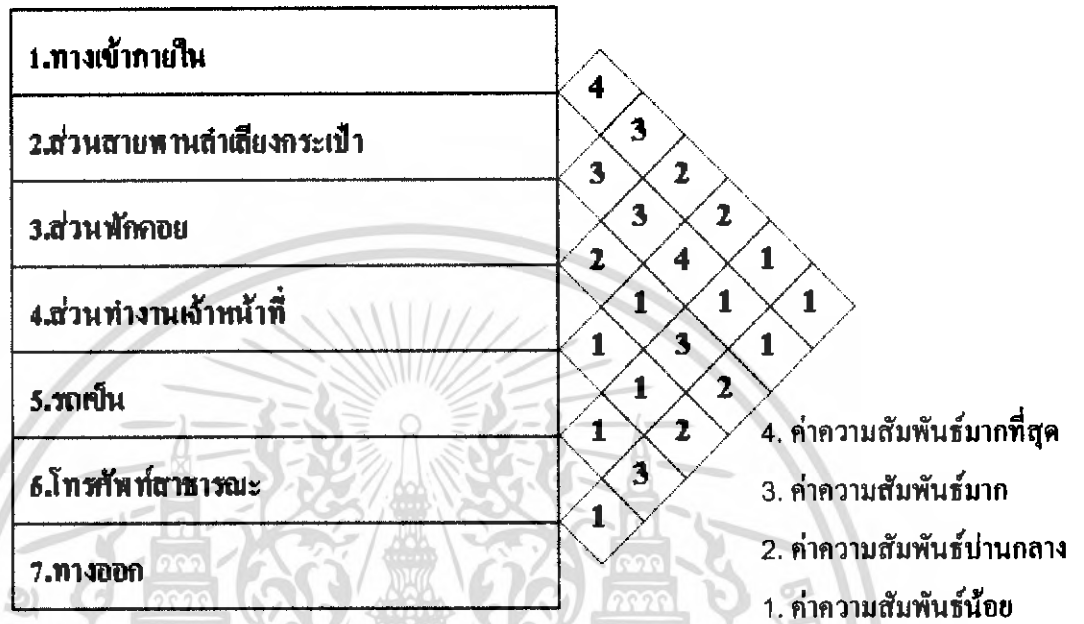 1.ทางเข้าภายใน
2.ส่วนสายพานลำเลียงกระเป๋า
3.ส่วนพักคอย
4.ส่วนทำงานเจ้าหน้าที่
5.รถเข็น
6.โทรศัพท์สาธารณะ
7.ทางออก
4
3
3 2
3 2
2 4 1
1 1 1
1 3 1
1 2
1 2
3
1
4. ค่าความสัมพันธ์มากที่สุด
3. ค่าความสัมพันธ์มาก
2. ค่าความสัมพันธ์ปานกลาง
1. ค่าความสัมพันธ์น้อย